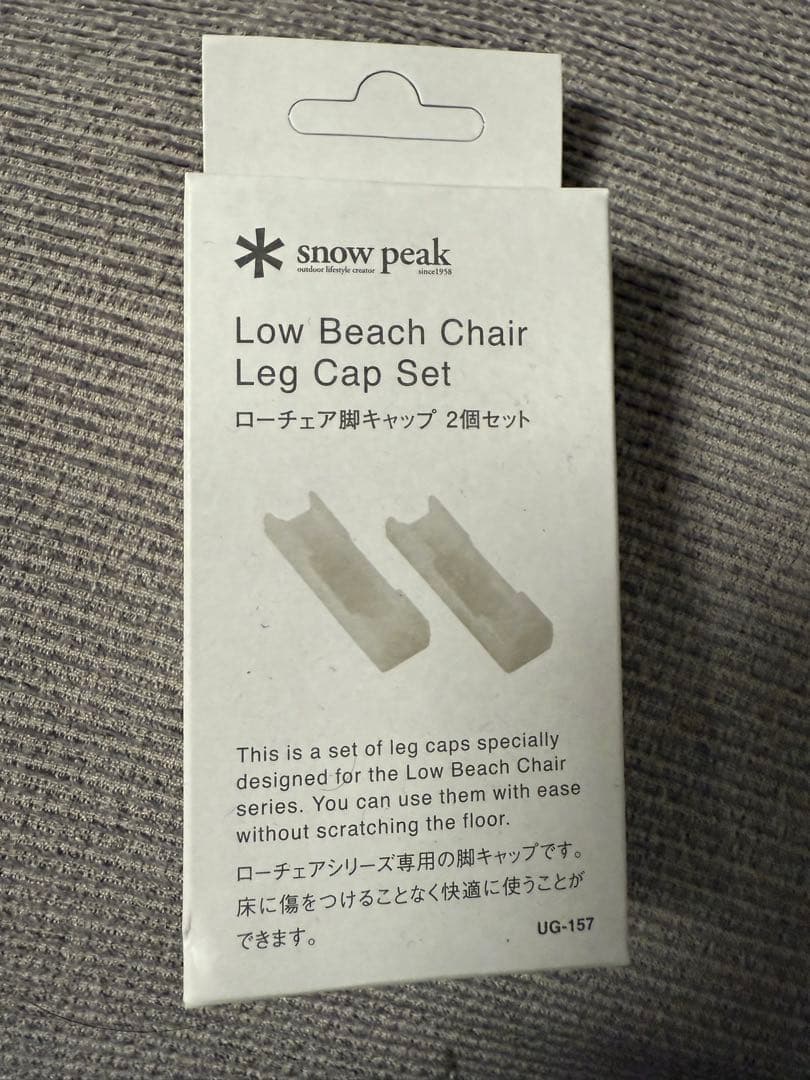 snow peak
outdoor lifestyle creator since1958
Low Beach Chair
Leg Cap Set
ローチェア脚キャップ 2個セット
This is a set of leg caps specially
designed for the Low Beach Chair
series. You can use them with ease
without scratching the floor.
ローチェアシリーズ専用の脚キャップです。
床に傷をつけることなく快適に使うことが
できます。
UG-157